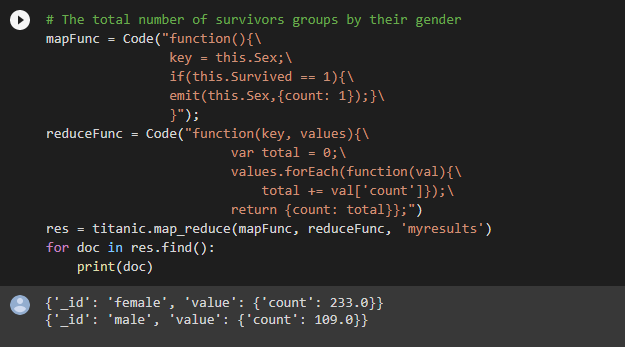 # The total number of survivors groups by their gender
mapFunc = Code("function(){\
                key = this.Sex;\
                if(this.Survived == 1){\
                emit(this.Sex,{count: 1});}\
                }");
reduceFunc = Code("function(key, values){\
                        var total = 0;\
                        values.forEach(function(val){\
                            total += val['count']});\
                        return {count: total}};")
res = titanic.map_reduce(mapFunc, reduceFunc, 'myresults')
for doc in res.find():
    print(doc)
{'_id': 'female', 'value': {'count': 233.0}}
{'_id': 'male', 'value': {'count': 109.0}}